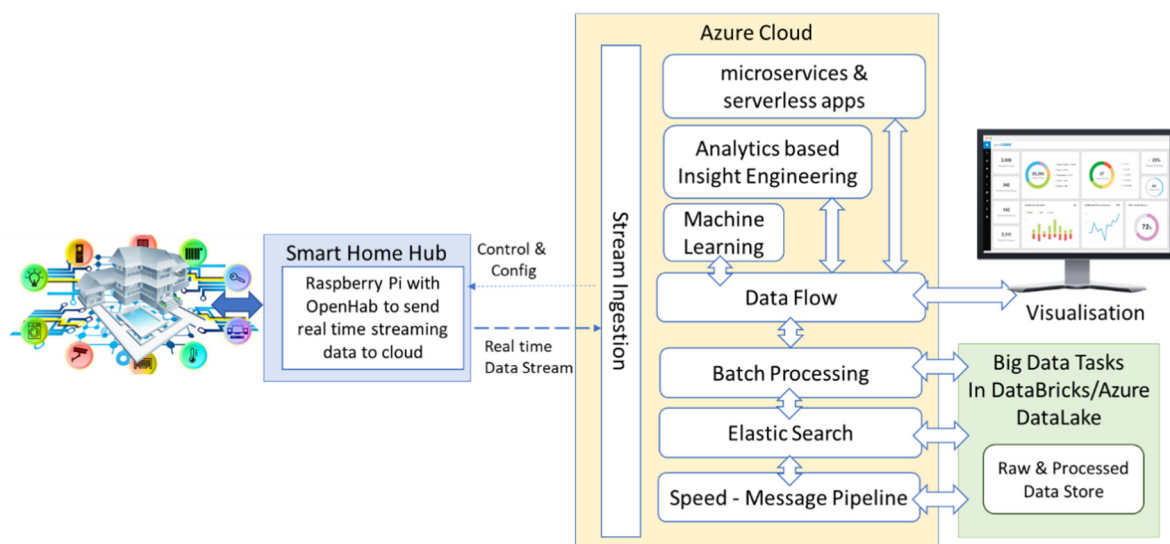 Azure Cloud
microservices &
serverless apps
Analytics based
Insight Engineering
Machine
Learning
Stream Ingestion
Smart Home Hub
Raspberry Pi with
OpenHab to send
real time streaming
data to cloud
Control &
Config
Real time
Data Stream
Data Flow
Visualisation
Batch Processing
Elastic Search
Speed - Message Pipeline
Big Data Tasks
In DataBricks/Azure
DataLake
Raw & Processed
Data Store